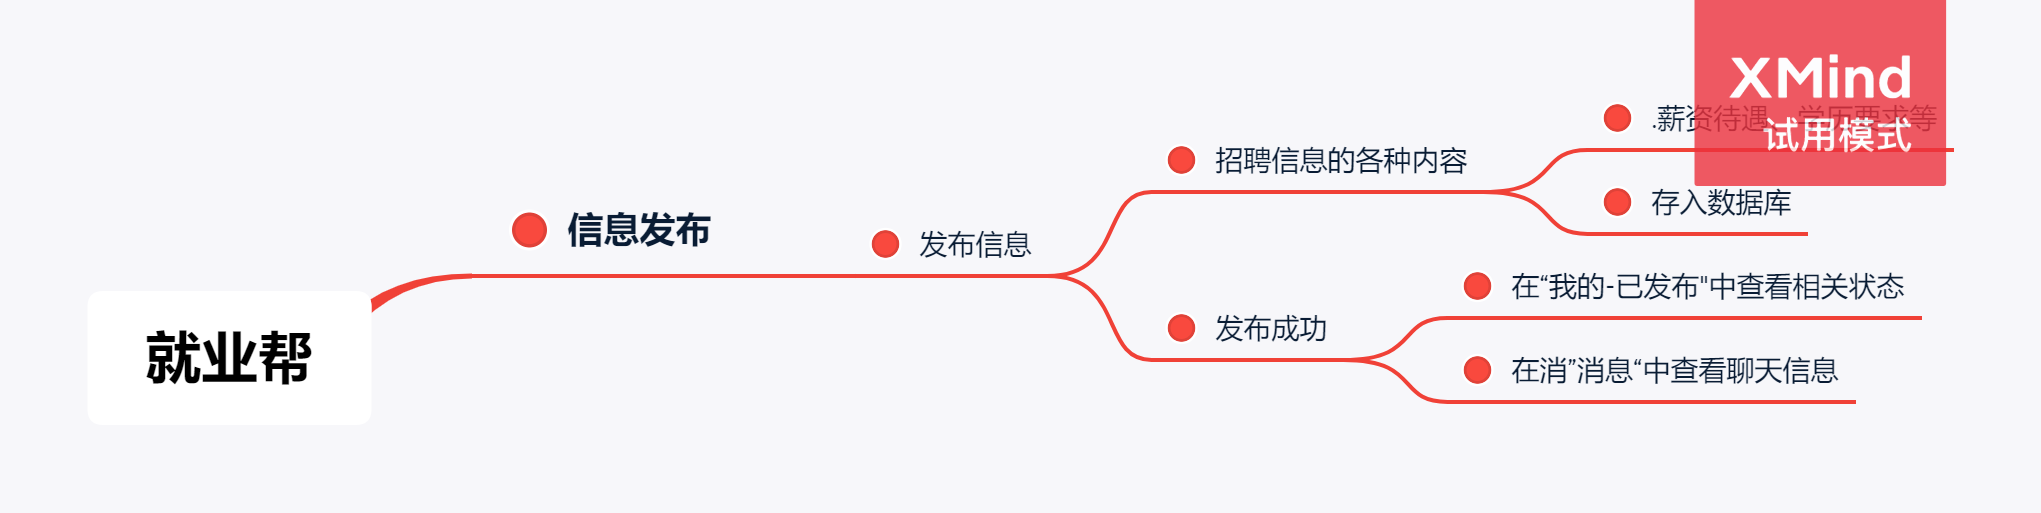 就业帮
信息发布
发布信息
招聘信息的各种内容
.薪资待遇、学历要求等
存入数据库
发布成功
在“我的-已发布"中查看相关状态
在消”消息“中查看聊天信息
XMind
试用模式